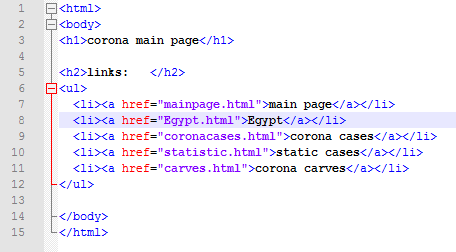 1 <html>
2 <body>
3 <h1>corona main page</h1>
4
5 <h2>links:   </h2>
6 <ul>
7 <li><a href="mainpage.html">main page</a></li>
8 <li><a href="Egypt.html">Egypt</a></li>
9 <li><a href="coronacases.html">corona cases</a></li>
10 <li><a href="statistic.html">static cases</a></li>
11 <li><a href="carves.html">corona carves</a></li>
12 </ul>
13
14 </body>
15 </html>